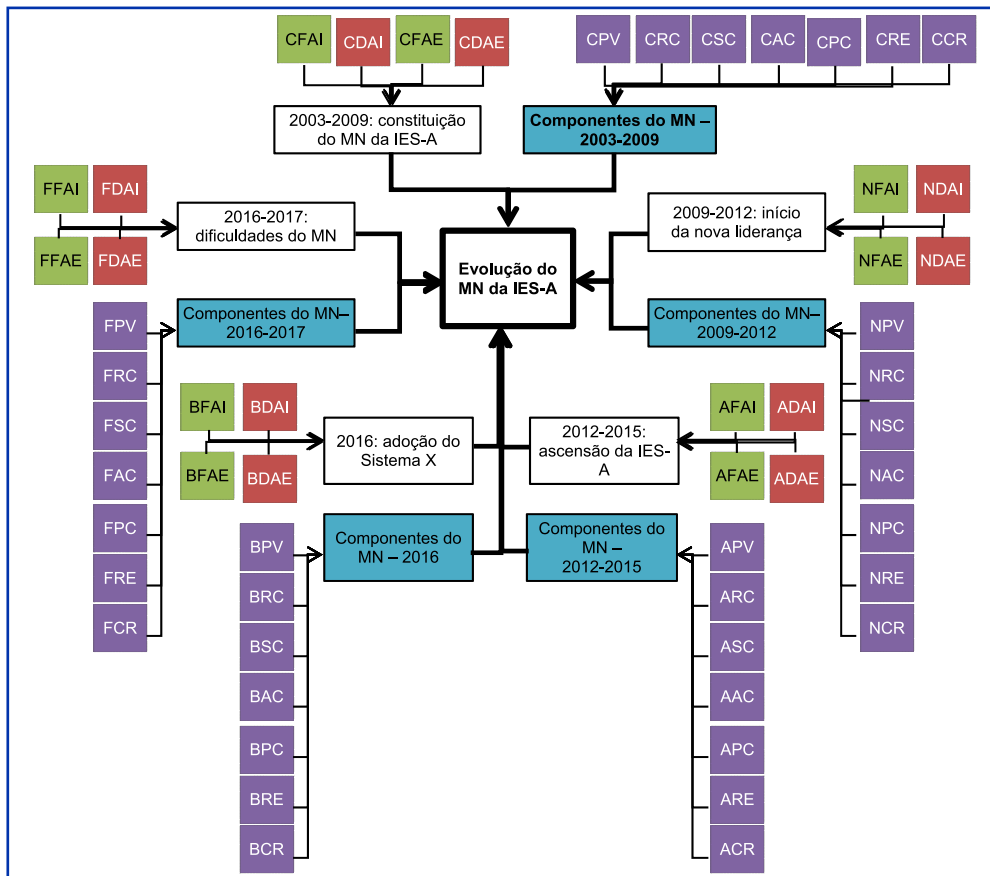 CFAI
CDAI
CFAE
CDAE
CPV
CRC
CSC
CAC
CPC
CRE
CCR
2003-2009: constituição
do MN da IES-A
Componentes do MN –
2003-2009
FFAI
FDAI
FFAE
FDAE
2016-2017:
dificuldades do MN
2009-2012: início
da nova liderança
NFAI
NDAI
NFAE
NDAE
Evolução do
MN da IES-A
Componentes do MN–
2016-2017
Componentes do MN–
2009-2012
FPV
FRC
FSC
FAC
FPC
FRE
FCR
NPV
NRC
NSC
NAC
NPC
NRE
NCR
BFAI
BDAI
BFAE
BDAE
2016: adoção do
Sistema X
2012-2015:
ascensão da IES-
A
AFAI
ADAI
AFAE
ADAE
Componentes do
MN – 2016
Componentes do
MN –
2012-2015
BPV
BRC
BSC
BAC
BPC
BRE
BCR
APV
ARC
ASC
AAC
APC
ARE
ACR